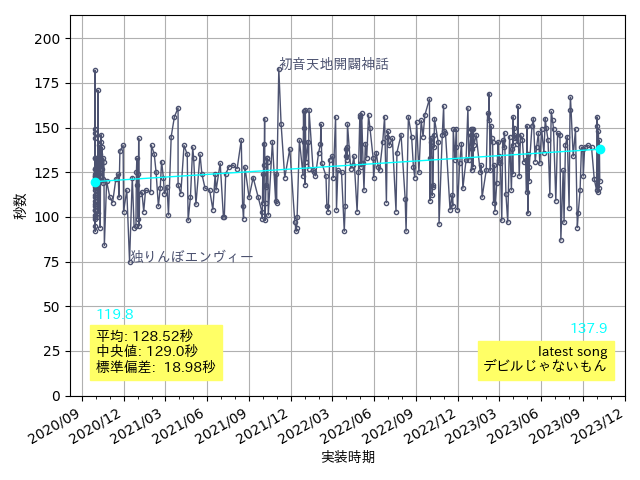 200
175
150
125
100
75
50
25
0
秒数
初音天地開闢神話
独りんぼエンヴィー
119.8
137.9
平均: 128.52秒
中央値: 129.0秒
標準偏差: 18.98秒
latest song
デビルじゃないもん
2020/09
2020/12
2021/03
2021/06
2021/09
2021/12
2022/03
2022/06
2022/09
2022/12
2023/03
2023/06
2023/09
2023/12
実装時期